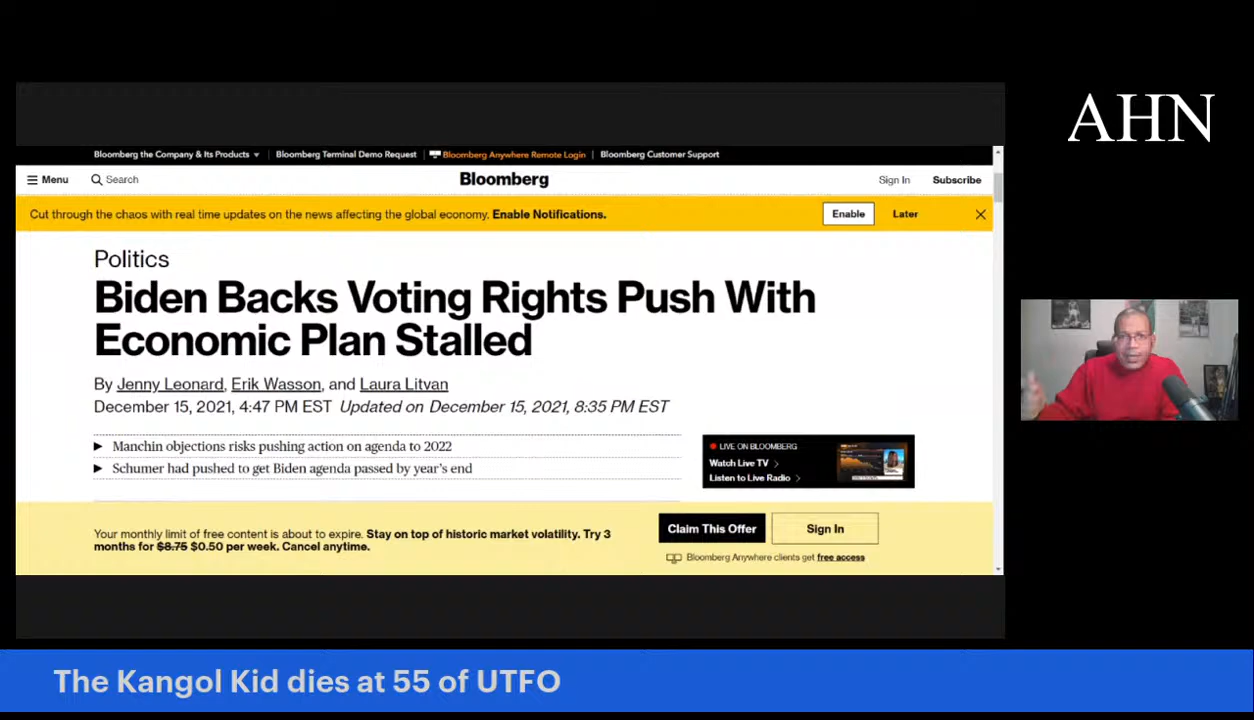 AHN
Bloomberg the Company & Its Products
Bloomberg Terminal Demo Request
Bloomberg Anywhere Remote Login
Bloomberg Customer Support
Menu
Search
Bloomberg
Sign In
Subscribe
Cut through the chaos with real time updates on the news affecting the global economy. Enable Notifications.
Enable
Later
Politics
Biden Backs Voting Rights Push With
Economic Plan Stalled
By Jenny Leonard, Erik Wasson, and Laura Litvan
December 15, 2021, 4:47 PM EST Updated on December 15, 2021, 8:35 PM EST
Manchin objections risks pushing action on agenda to 2022
Schumer had pushed to get Biden agenda passed by year's end
LIVE ON BLOOMBERG
Watch Live TV
Listen to Live Radio
Your monthly limit of free content is about to expire. Stay on top of historic market volatility. Try 3
months for $8.75 $0.50 per week. Cancel anytime.
Claim This Offer
Sign In
Bloomberg Anywhere clients get free access
The Kangol Kid dies at 55 of UTFO